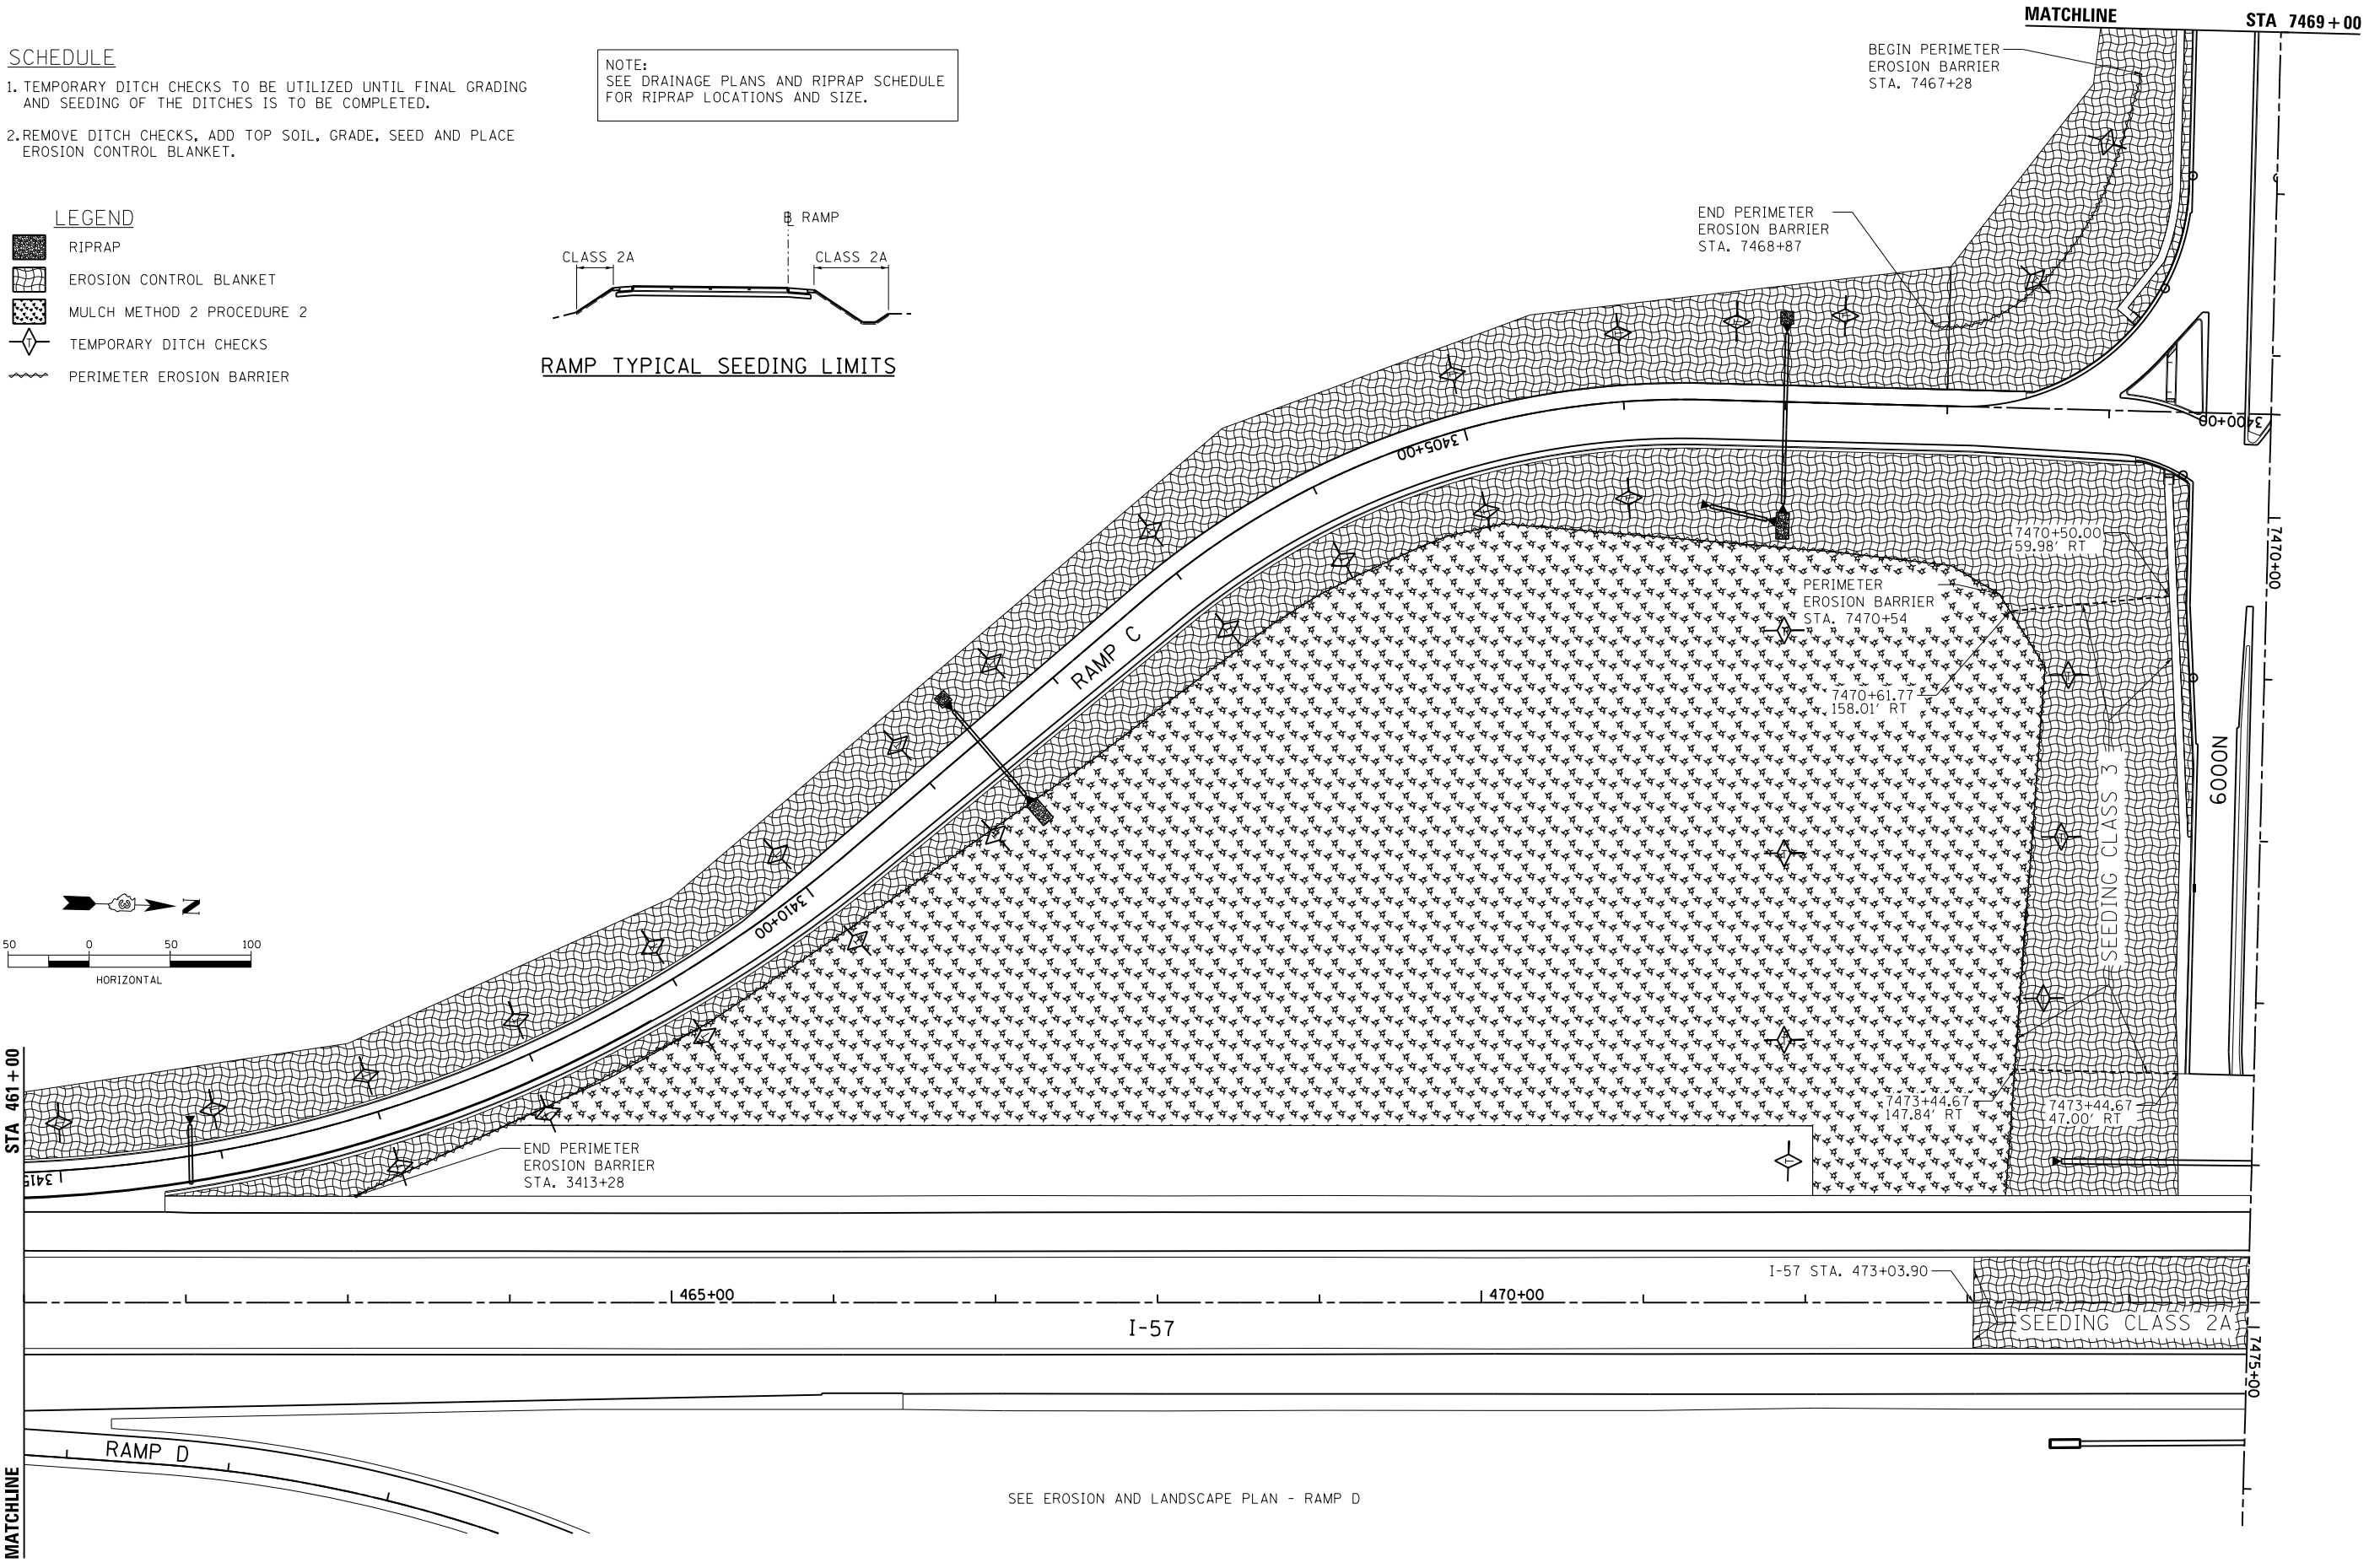 MATCHLINE STA 7469+00
SCHEDULE
1. TEMPORARY DITCH CHECKS TO BE UTILIZED UNTIL FINAL GRADING
AND SEEDING OF THE DITCHES IS TO BE COMPLETED.
2. REMOVE DITCH CHECKS, ADD TOP SOIL, GRADE, SEED AND PLACE
EROSION CONTROL BLANKET.
NOTE:
SEE DRAINAGE PLANS AND RIPRAP SCHEDULE
FOR RIPRAP LOCATIONS AND SIZE.
LEGEND
RIPRAP
EROSION CONTROL BLANKET
MULCH METHOD 2 PROCEDURE 2
TEMPORARY DITCH CHECKS
PERIMETER EROSION BARRIER
℄ RAMP
CLASS 2A
CLASS 2A
RAMP TYPICAL SEEDING LIMITS
BEGIN PERIMETER
EROSION BARRIER
STA. 7467+28
END PERIMETER
EROSION BARRIER
STA. 7468+87
3400+00
3405+00
7470+00
7470+50.00
59.98' RT
PERIMETER
EROSION BARRIER
STA. 7470+54
7470+61.77
158.01' RT
RAMP C
6000N
SEEDING CLASS 3
3410+00
N
50 0 50 100
HORIZONTAL
STA 461+00
3415
7473+44.67
147.84' RT
7473+44.67
47.00' RT
END PERIMETER
EROSION BARRIER
STA. 3413+28
I-57 STA. 473+03.90
465+00
470+00
I-57
SEEDING CLASS 2A
7475+00
RAMP D
MATCHLINE
SEE EROSION AND LANDSCAPE PLAN - RAMP D